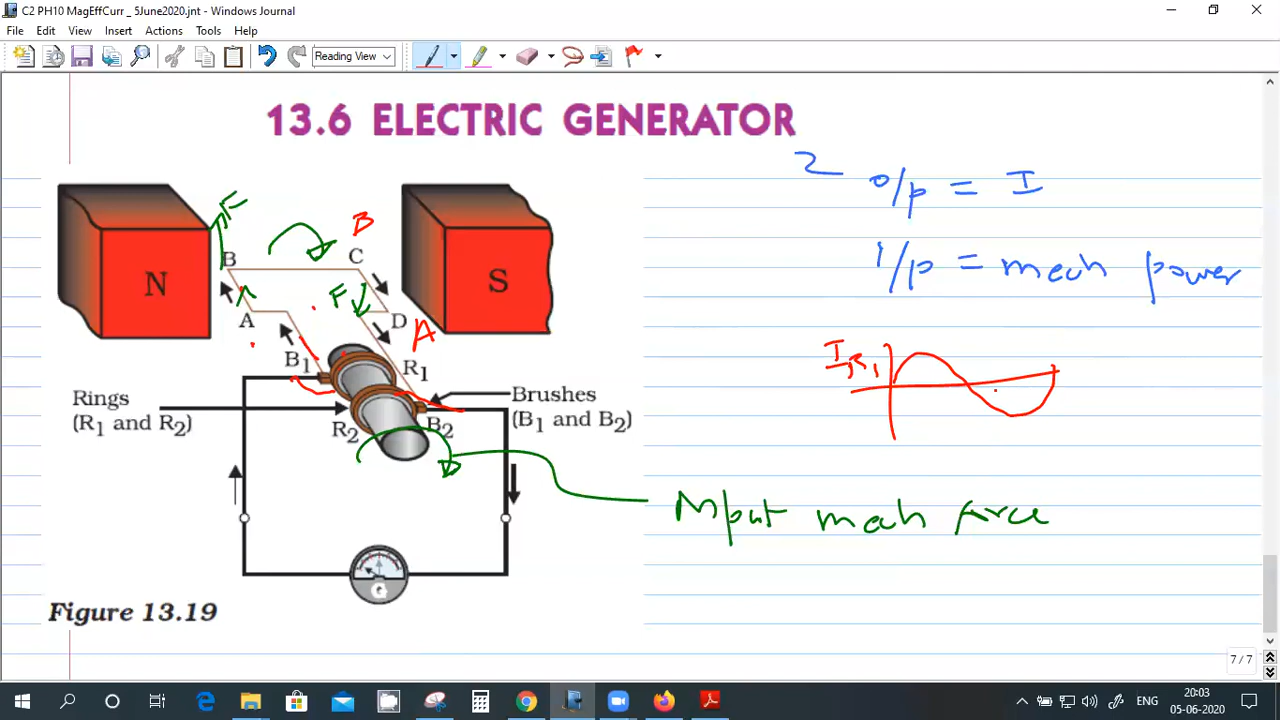 C2 PH10 MagEffCurr _ 5June2020.jnt - Windows Journal
File Edit View Insert Actions Tools Help
Reading View
13.6 ELECTRIC GENERATOR
2 o/p = I
i/p = mech power
F
B
B C
N S
F
A D A
I R1
B1 R1
Rings
(R1 and R2)
Brushes
(B1 and B2)
R2 B2
Input mech force
G
Figure 13.19
7 / 7
ENG
20:03
05-06-2020